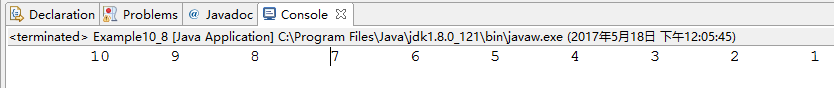 Declaration Problems @ Javadoc Console
<terminated> Example10_8 [Java Application] C:\Program Files\Java\jdk1.8.0_121\bin\javaw.exe (2017年5月18日 下午12:05:45)
10 9 8 7 6 5 4 3 2 1